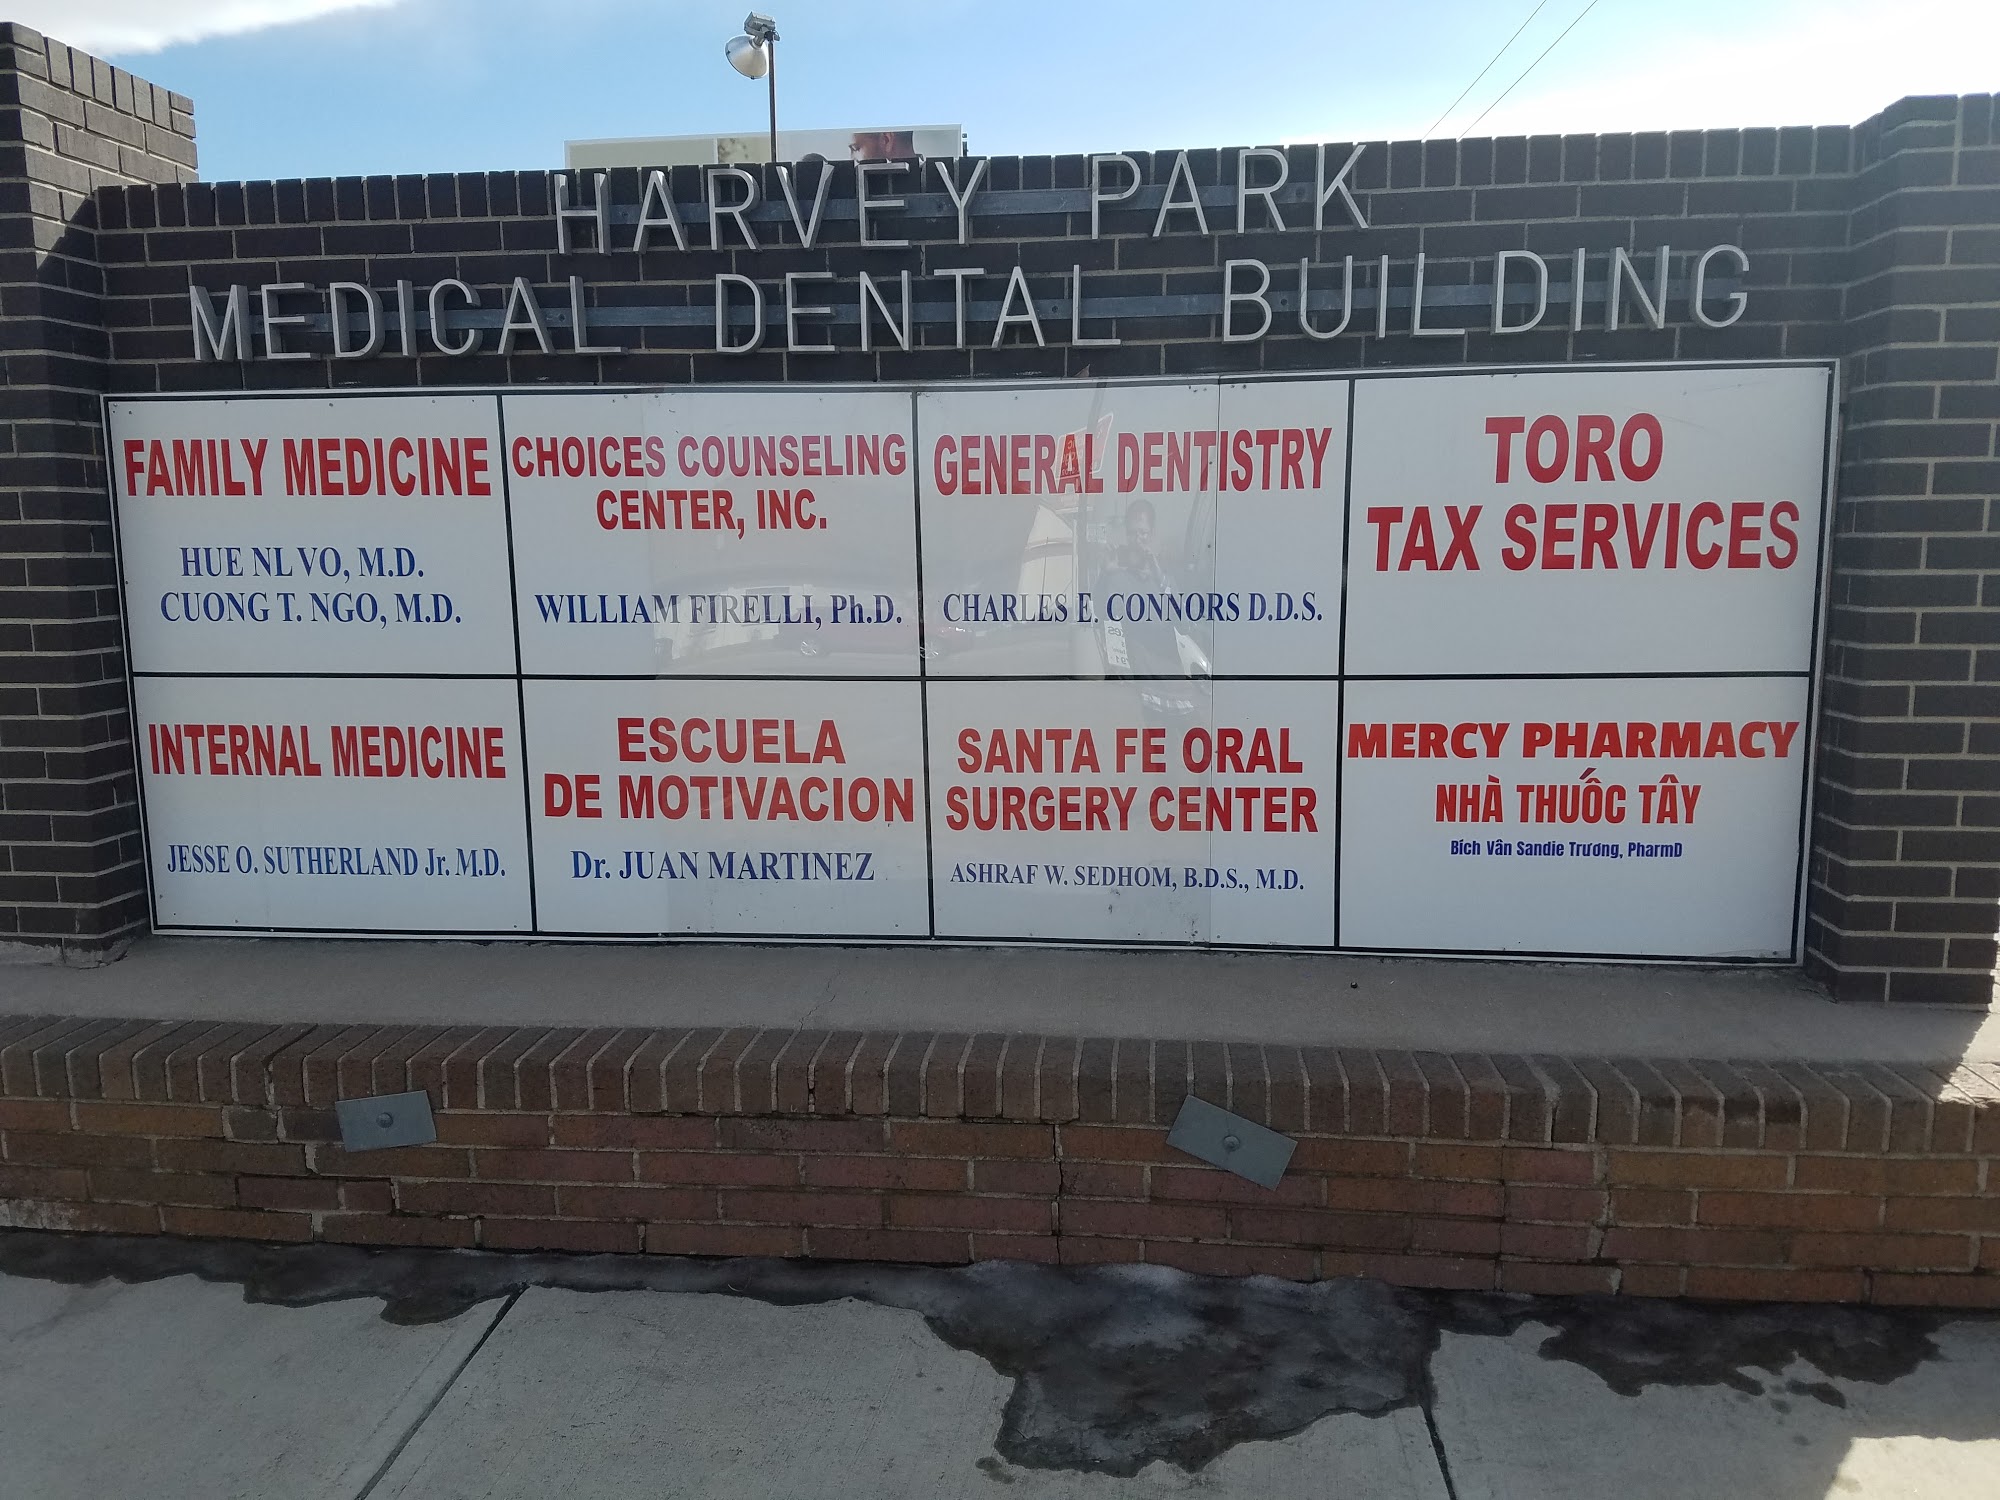 HARVEY PARK
MEDICAL DENTAL BUILDING
FAMILY MEDICINE
HUE NL VO, M.D.
CUONG T. NGO, M.D.
CHOICES COUNSELING
CENTER, INC.
WILLIAM FIRELLI, Ph.D.
GENERAL DENTISTRY
CHARLES E. CONNORS D.D.S.
TORO
TAX SERVICES
INTERNAL MEDICINE
JESSE O. SUTHERLAND Jr. M.D.
ESCUELA
DE MOTIVACION
Dr. JUAN MARTINEZ
SANTA FE ORAL
SURGERY CENTER
ASHRAF W. SEDHOM, B.D.S., M.D.
MERCY PHARMACY
NHÀ THUỐC TÂY
Bích Vân Sandie Trương, PharmD